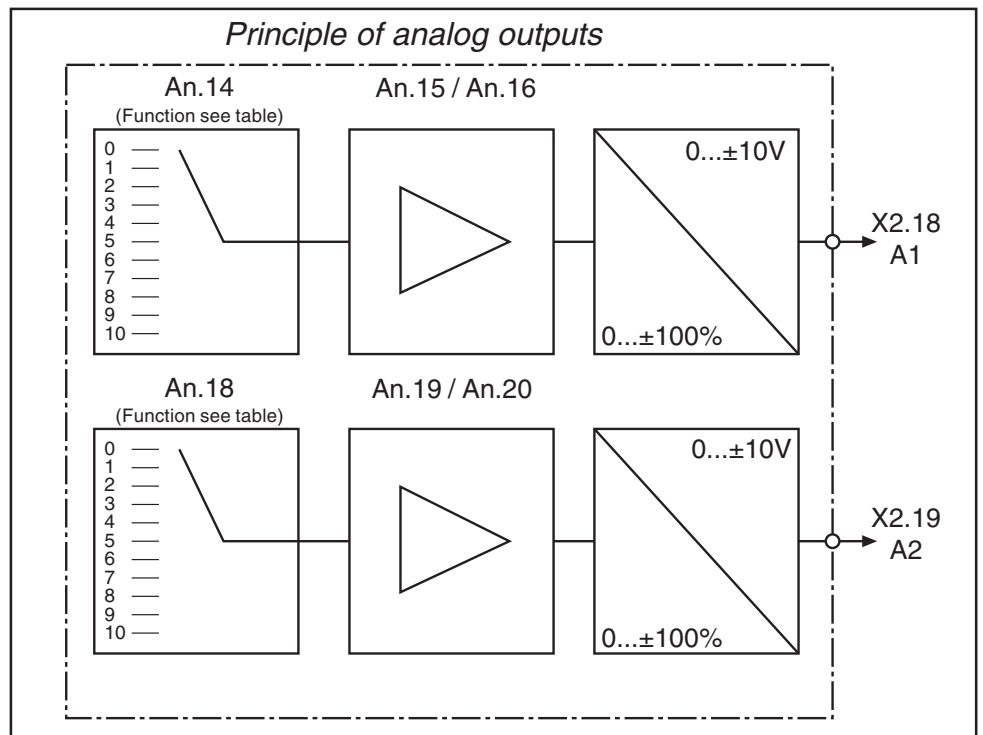 Principle of analog outputs
An.14
(Function see table)
An.15 / An.16
0
1
2
3
4
5
6
7
8
9
10
0...±10V
0...±100%
X2.18
A1
An.18
(Function see table)
An.19 / An.20
0
1
2
3
4
5
6
7
8
9
10
0...±10V
0...±100%
X2.19
A2